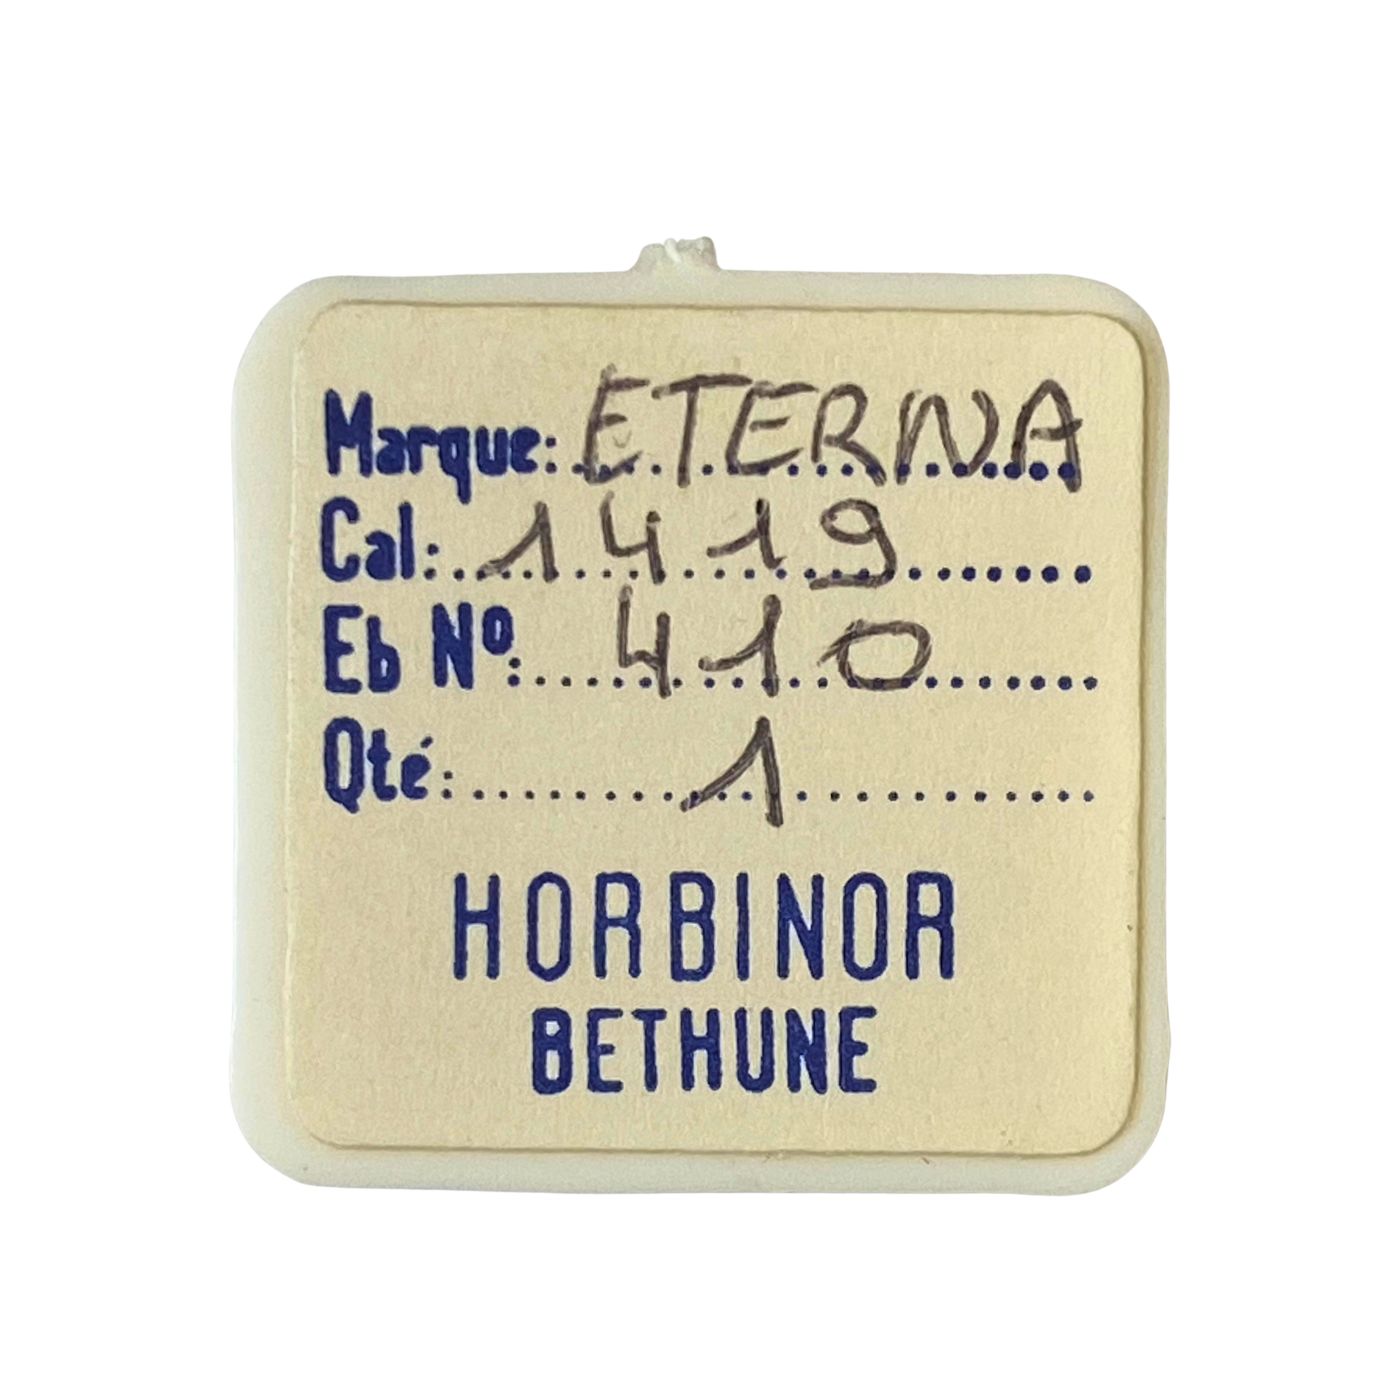 Marque: ETERNA
Cal: 1419
Eb Nº: 410
Qté: 1
HORBINOR
BETHUNE